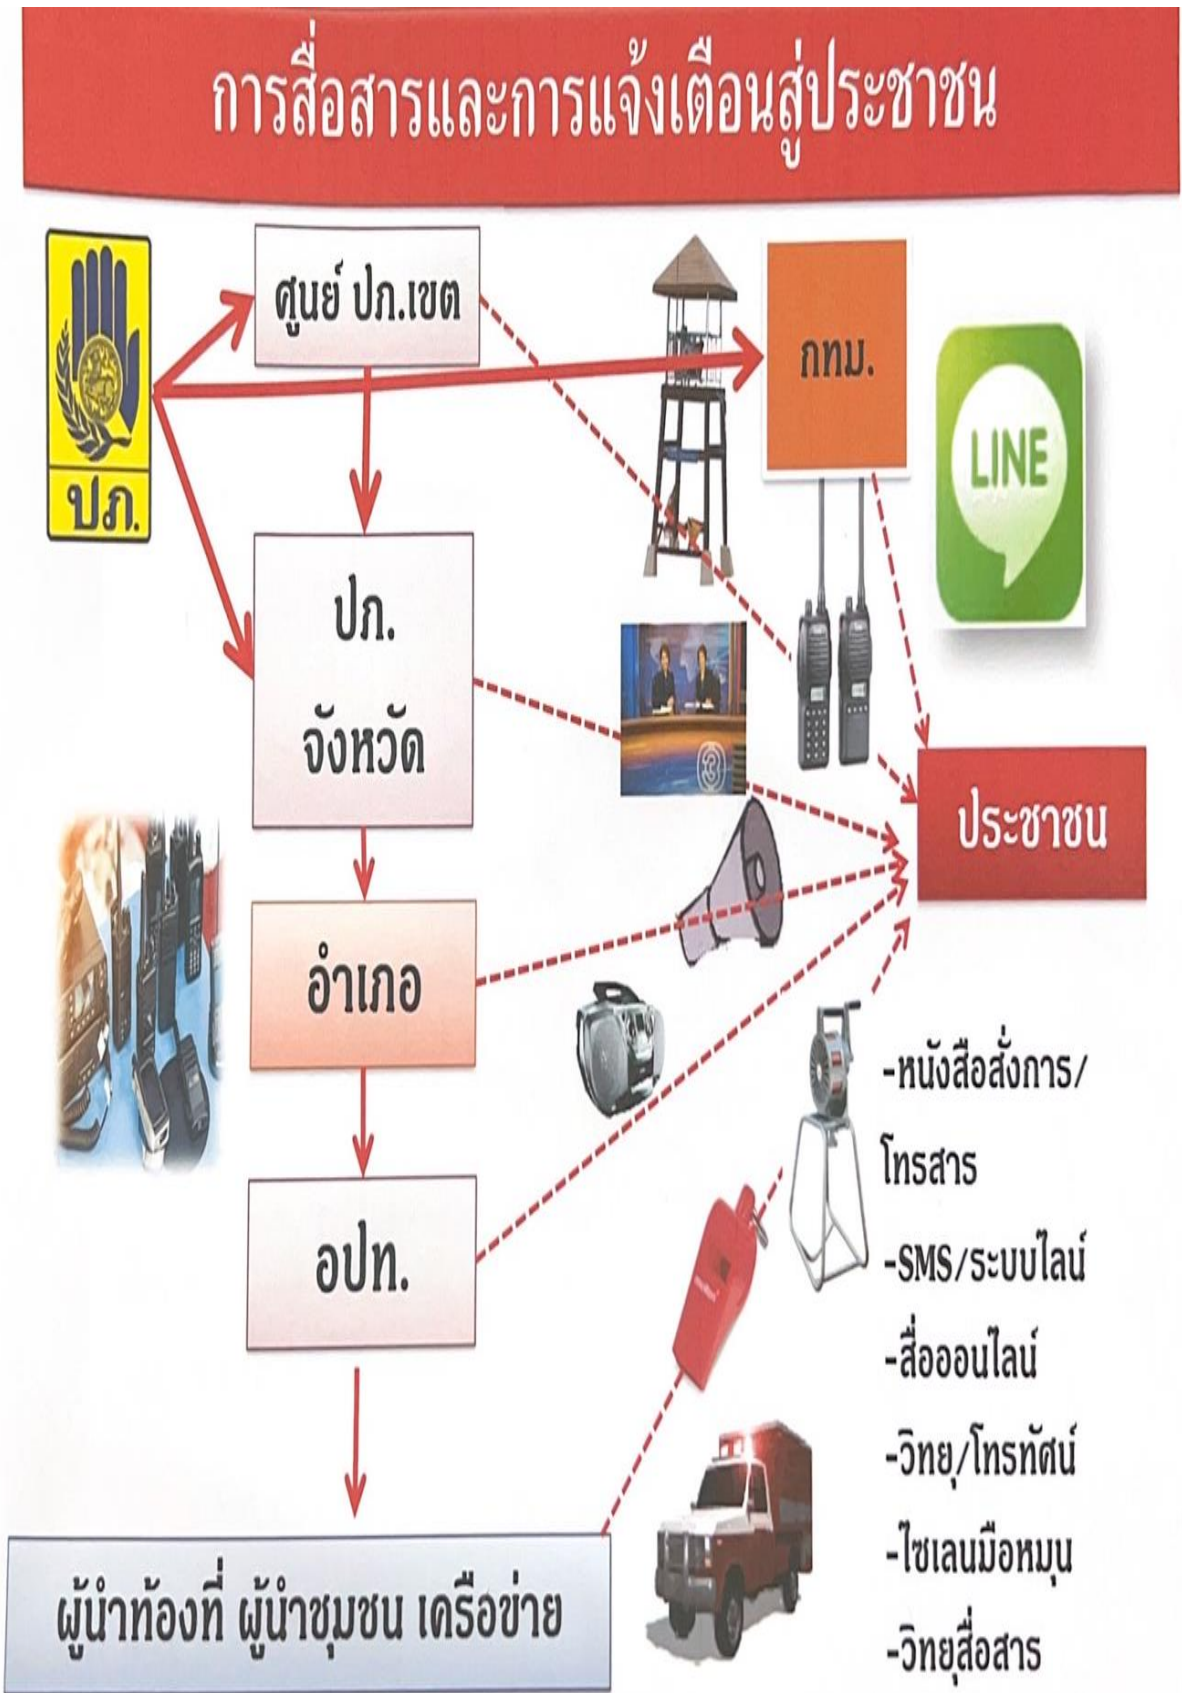 การสื่อสารและการแจ้งเตือนสู่ประชาชน
ปภ.
ศูนย์ ปภ.เขต
กทม.
LINE
ปภ.
จังหวัด
3
ประชาชน
อำเภอ
อปท.
ผู้นำท้องที่ ผู้นำชุมชน เครือข่าย
-หนังสือสั่งการ/
โทรสาร
-SMS/ระบบไลน์
-สื่อออนไลน์
-วิทยุ/โทรทัศน์
-ไซเลนมือหมุน
-วิทยุสื่อสาร